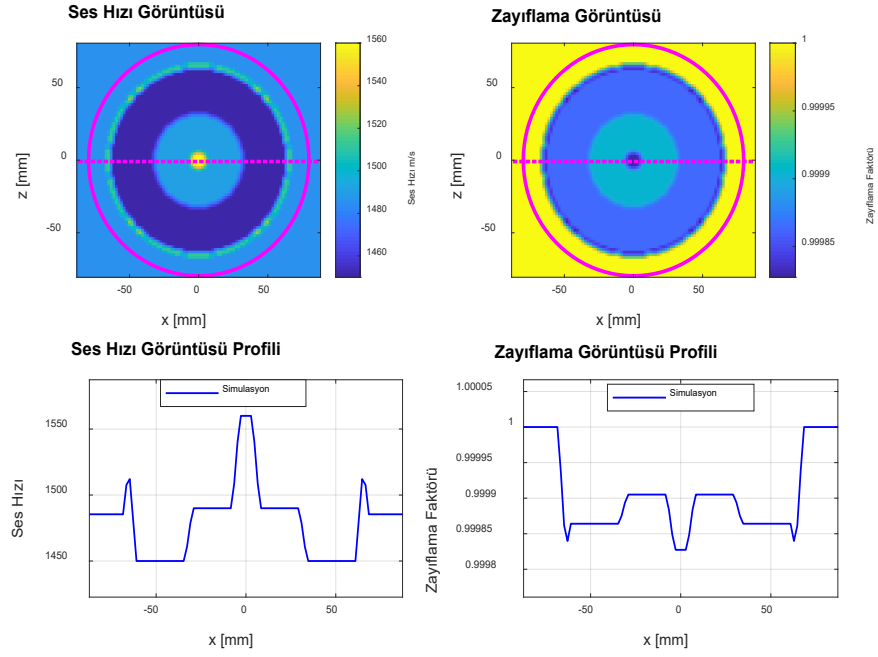 Ses Hızı Görüntüsü
1560
1540
1520
1500
1480
1460
Ses Hızı m/s
50
0
-50
z [mm]
-50
0
50
x [mm]
Zayıflama Görüntüsü
1
0.99995
0.9999
0.99985
Zayıflama Faktörü
50
0
-50
z [mm]
-50
0
50
x [mm]
Ses Hızı Görüntüsü Profili
Simulasyon
1550
1500
1450
Ses Hızı
-50
0
50
x [mm]
Zayıflama Görüntüsü Profili
Simulasyon
1.00005
1
0.99995
0.9999
0.99985
0.9998
Zayıflama Faktörü
-50
0
50
x [mm]